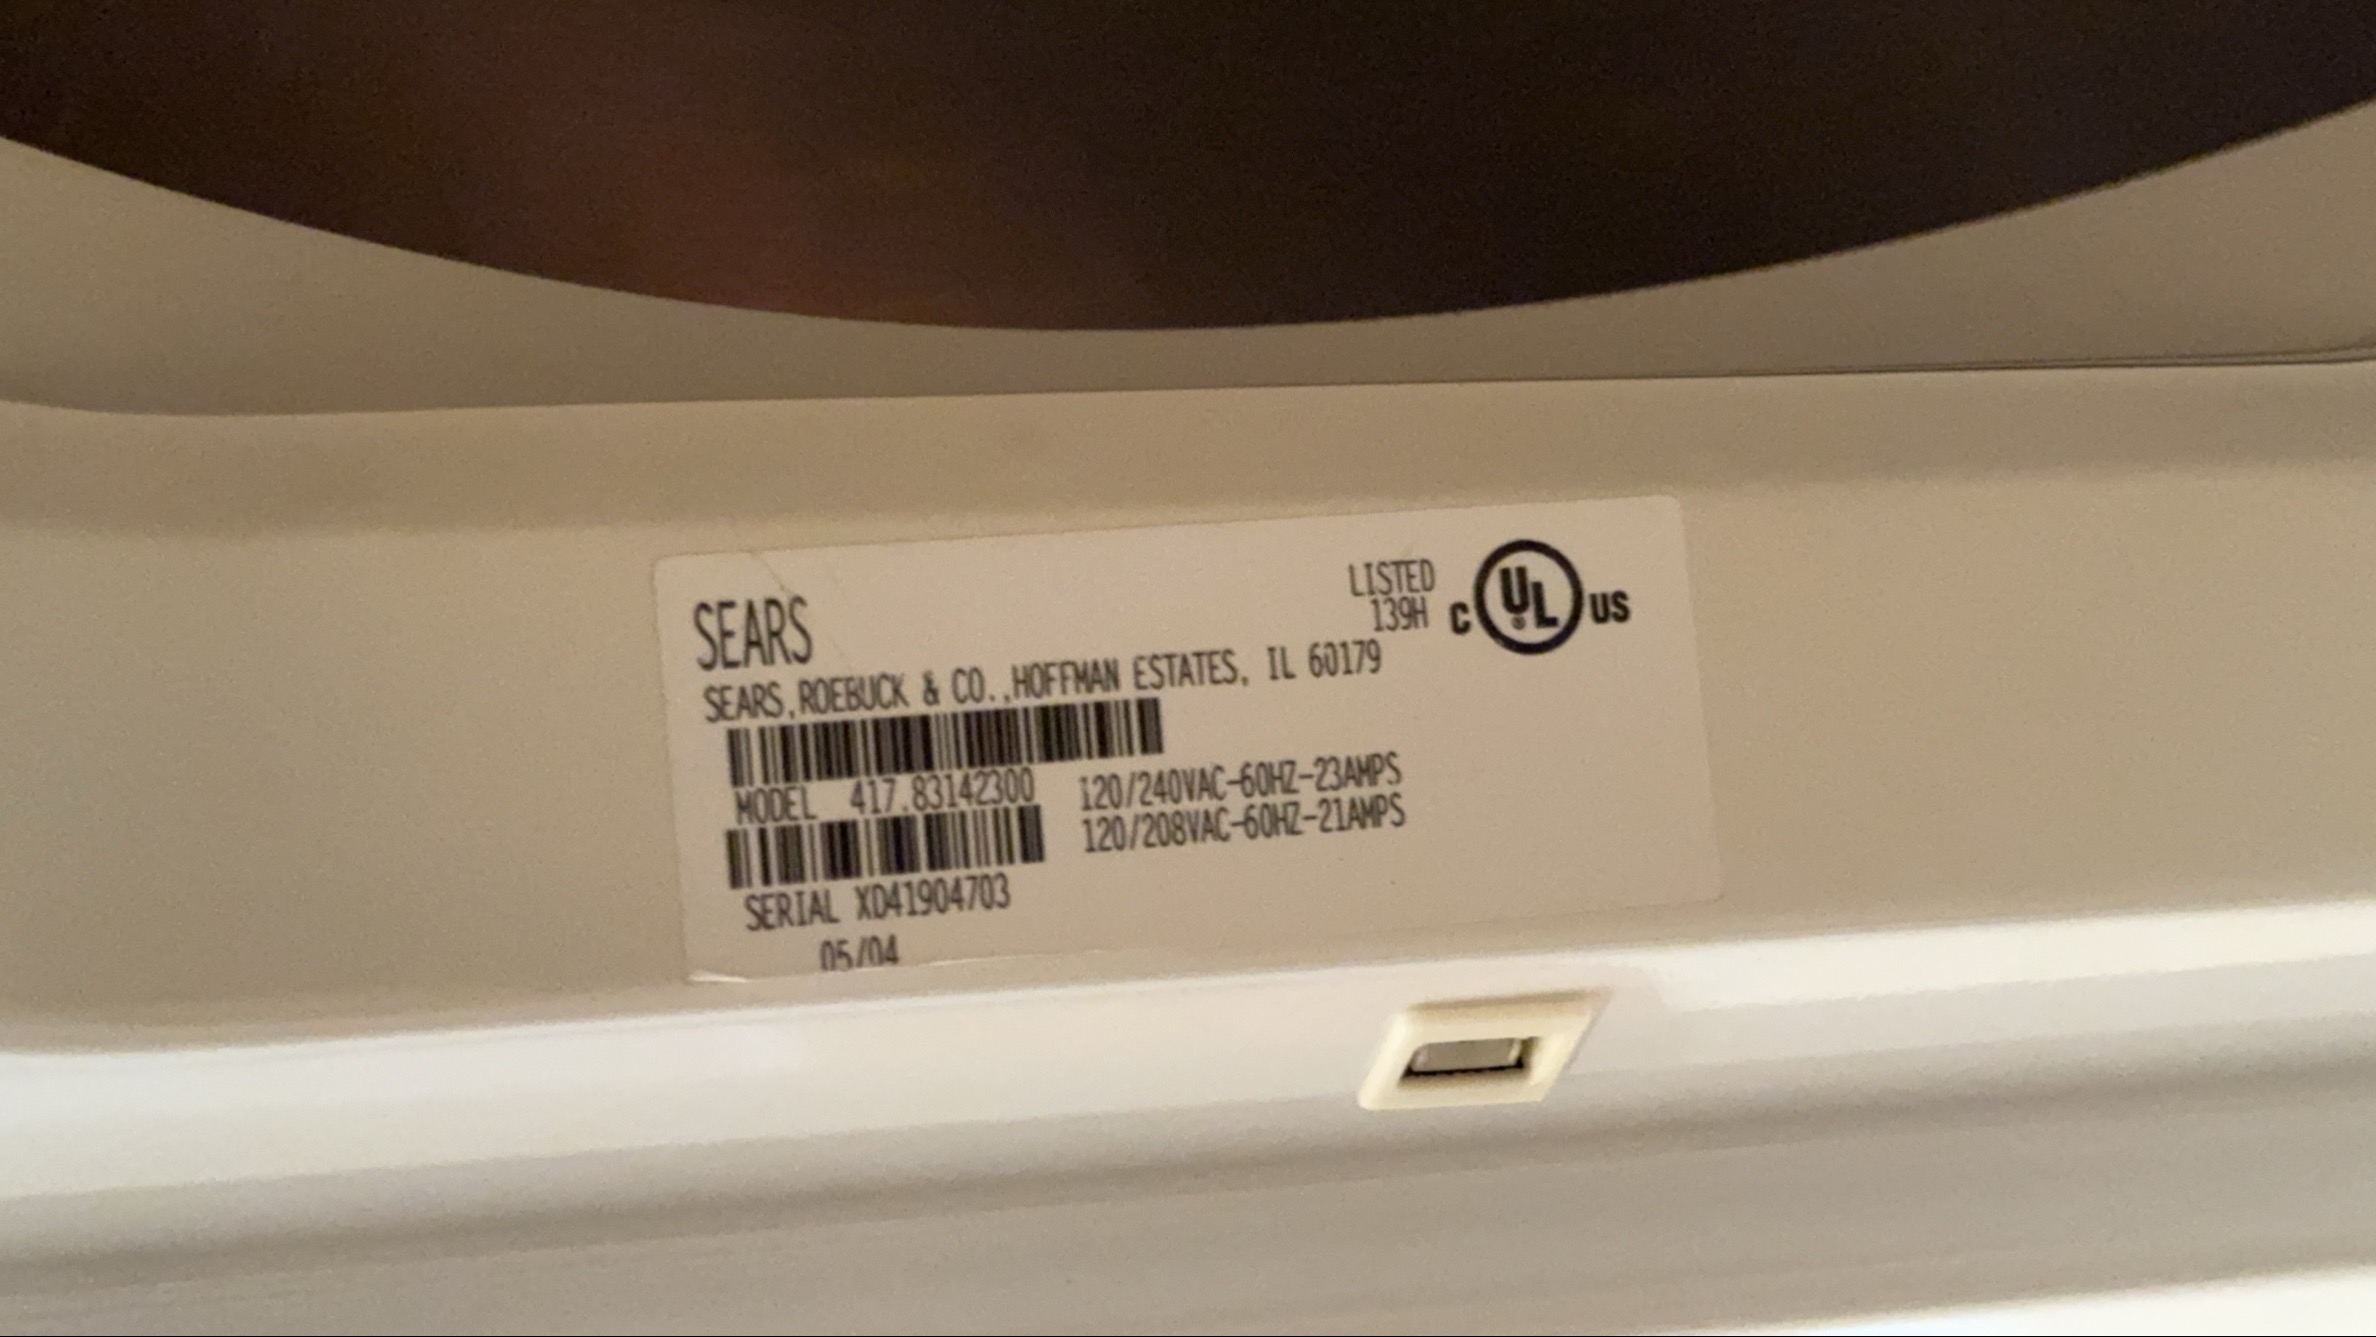 LISTED
139H
C UL® US
SEARS
SEARS,ROEBUCK & CO.,HOFFMAN ESTATES, IL 60179
MODEL 417.83142300
120/240VAC-60HZ-23AMPS
120/208VAC-60HZ-21AMPS
SERIAL XD41904703
05/04